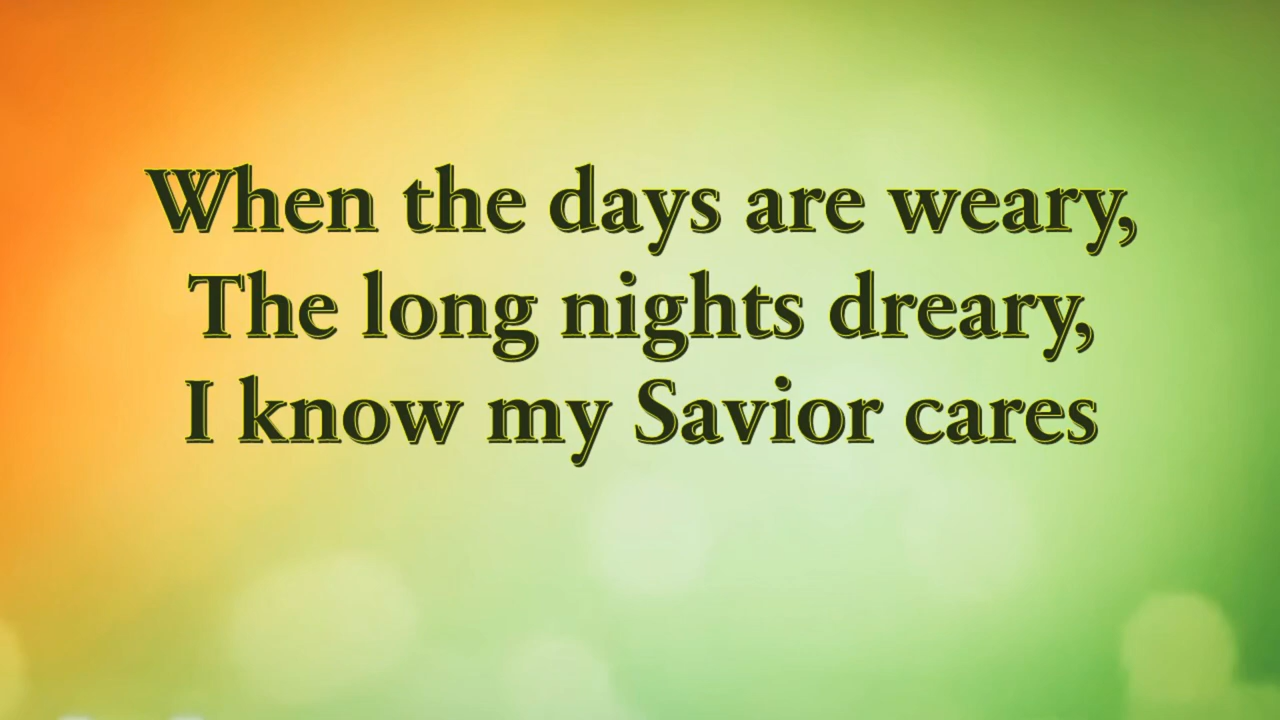 When the days are weary,
The long nights dreary,
I know my Savior cares